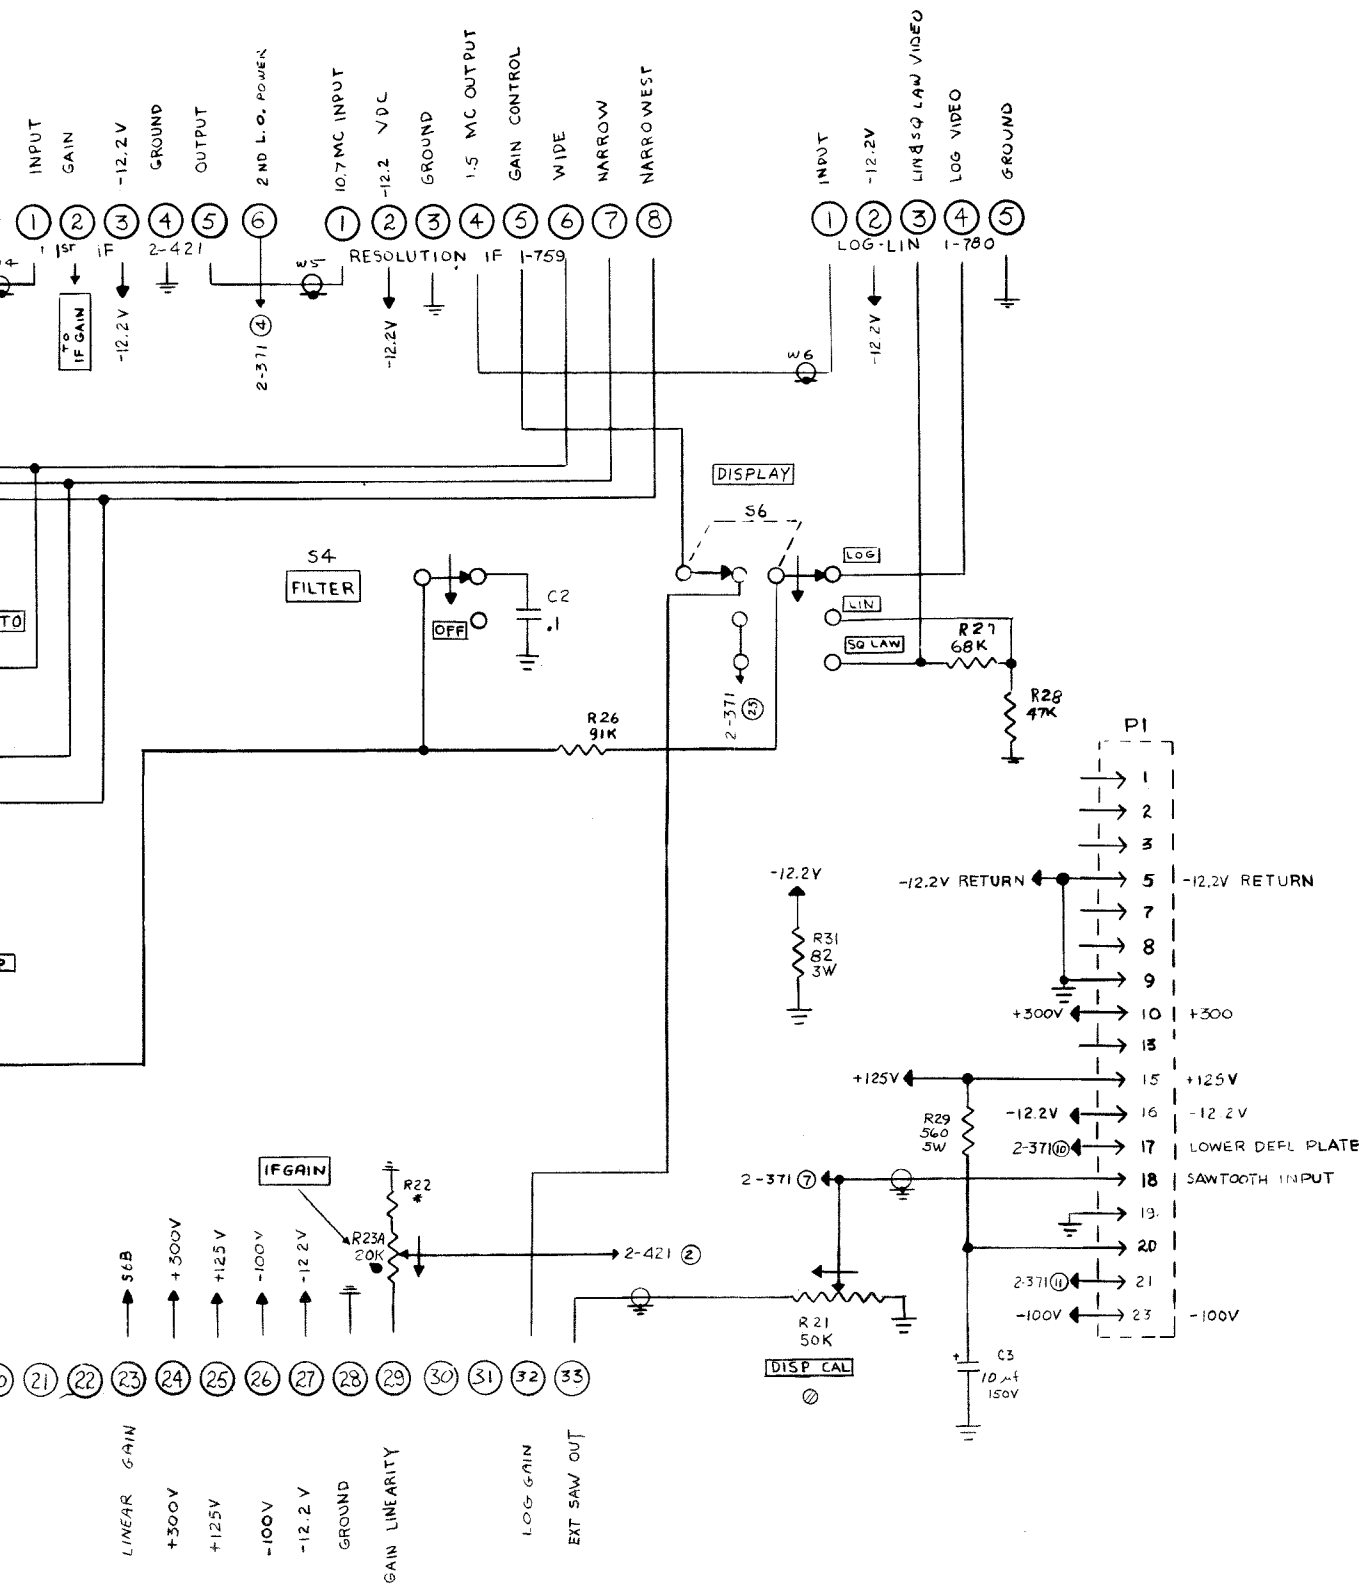 INPUT
GAIN
-12.2V
GROUND
OUTPUT
2ND L.O. POWER
10.7 MC INPUT
-12.2 VDC
GROUND
1.5 MC OUTPUT
GAIN CONTROL
WIDE
NARROW
NARROWEST
INPUT
-12.2V
LIN & SQ LAW VIDEO
LOG VIDEO
GROUND
1 2 3 4 5 6
1 2 3 4 5 6 7 8
1 2 3 4 5
1ST IF 2-421
RESOLUTION IF 1-759
LOG-LIN 1-780
4
W5
TO
IF GAIN
-12.2V
2-371 4
-12.2V
-12.2V
W6
DISPLAY
S6
S4
FILTER
OFF
C2
.1
LOG
LIN
SQ LAW
R27
68K
R28
47K
TO
2-371 25
R26
91K
P1
1
2
3
-12.2V RETURN 5 -12.2V RETURN
7
8
9
+300V 10 +300
13
+125V 15 +125V
-12.2V 16 -12.2V
2-371 10 17 LOWER DEFL PLATE
2-371 7 18 SAWTOOTH INPUT
19
20
2-371 11 21
-100V 23 -100V
-12.2V
R31
82
3W
R29
560
5W
IF GAIN
R22
*
R23A
20K
2-421 2
S6B
+300V
+125V
-100V
-12.2V
R21
50K
DISP CAL
+ C3
10 µf
150V
21 22 23 24 25 26 27 28 29 30 31 32 33
LINEAR GAIN
+300V
+125V
-100V
-12.2V
GROUND
GAIN LINEARITY
LOG GAIN
EXT SAW OUT